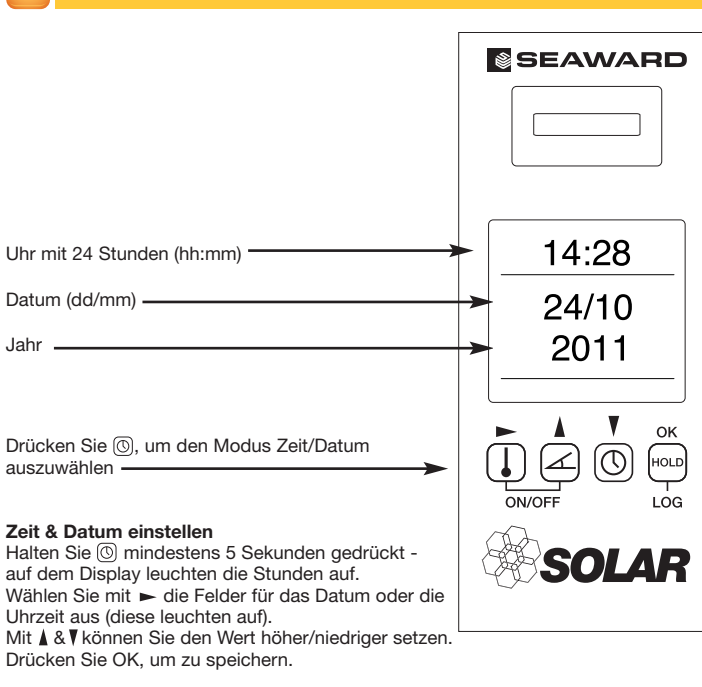 SEAWARD
Uhr mit 24 Stunden (hh:mm)
14:28
Datum (dd/mm)
24/10
Jahr
2011
Drücken Sie , um den Modus Zeit/Datum
auszuwählen
OK
HOLD
ON/OFF
LOG
Zeit & Datum einstellen
Halten Sie mindestens 5 Sekunden gedrückt -
auf dem Display leuchten die Stunden auf.
Wählen Sie mit ► die Felder für das Datum oder die
Uhrzeit aus (diese leuchten auf).
Mit ▲ & ▼ können Sie den Wert höher/niedriger setzen.
Drücken Sie OK, um zu speichern.
SOLAR